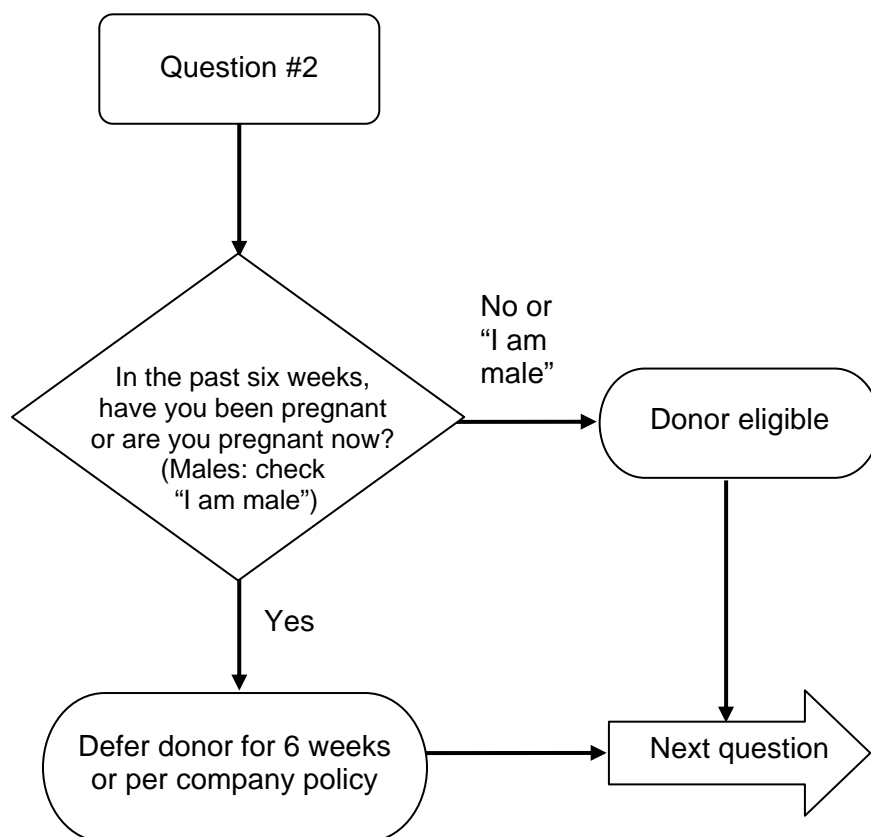 Question #2
In the past six weeks,
have you been pregnant
or are you pregnant now?
(Males: check
“I am male”)
No or
“I am
male”
Donor eligible
Yes
Defer donor for 6 weeks
or per company policy
Next question